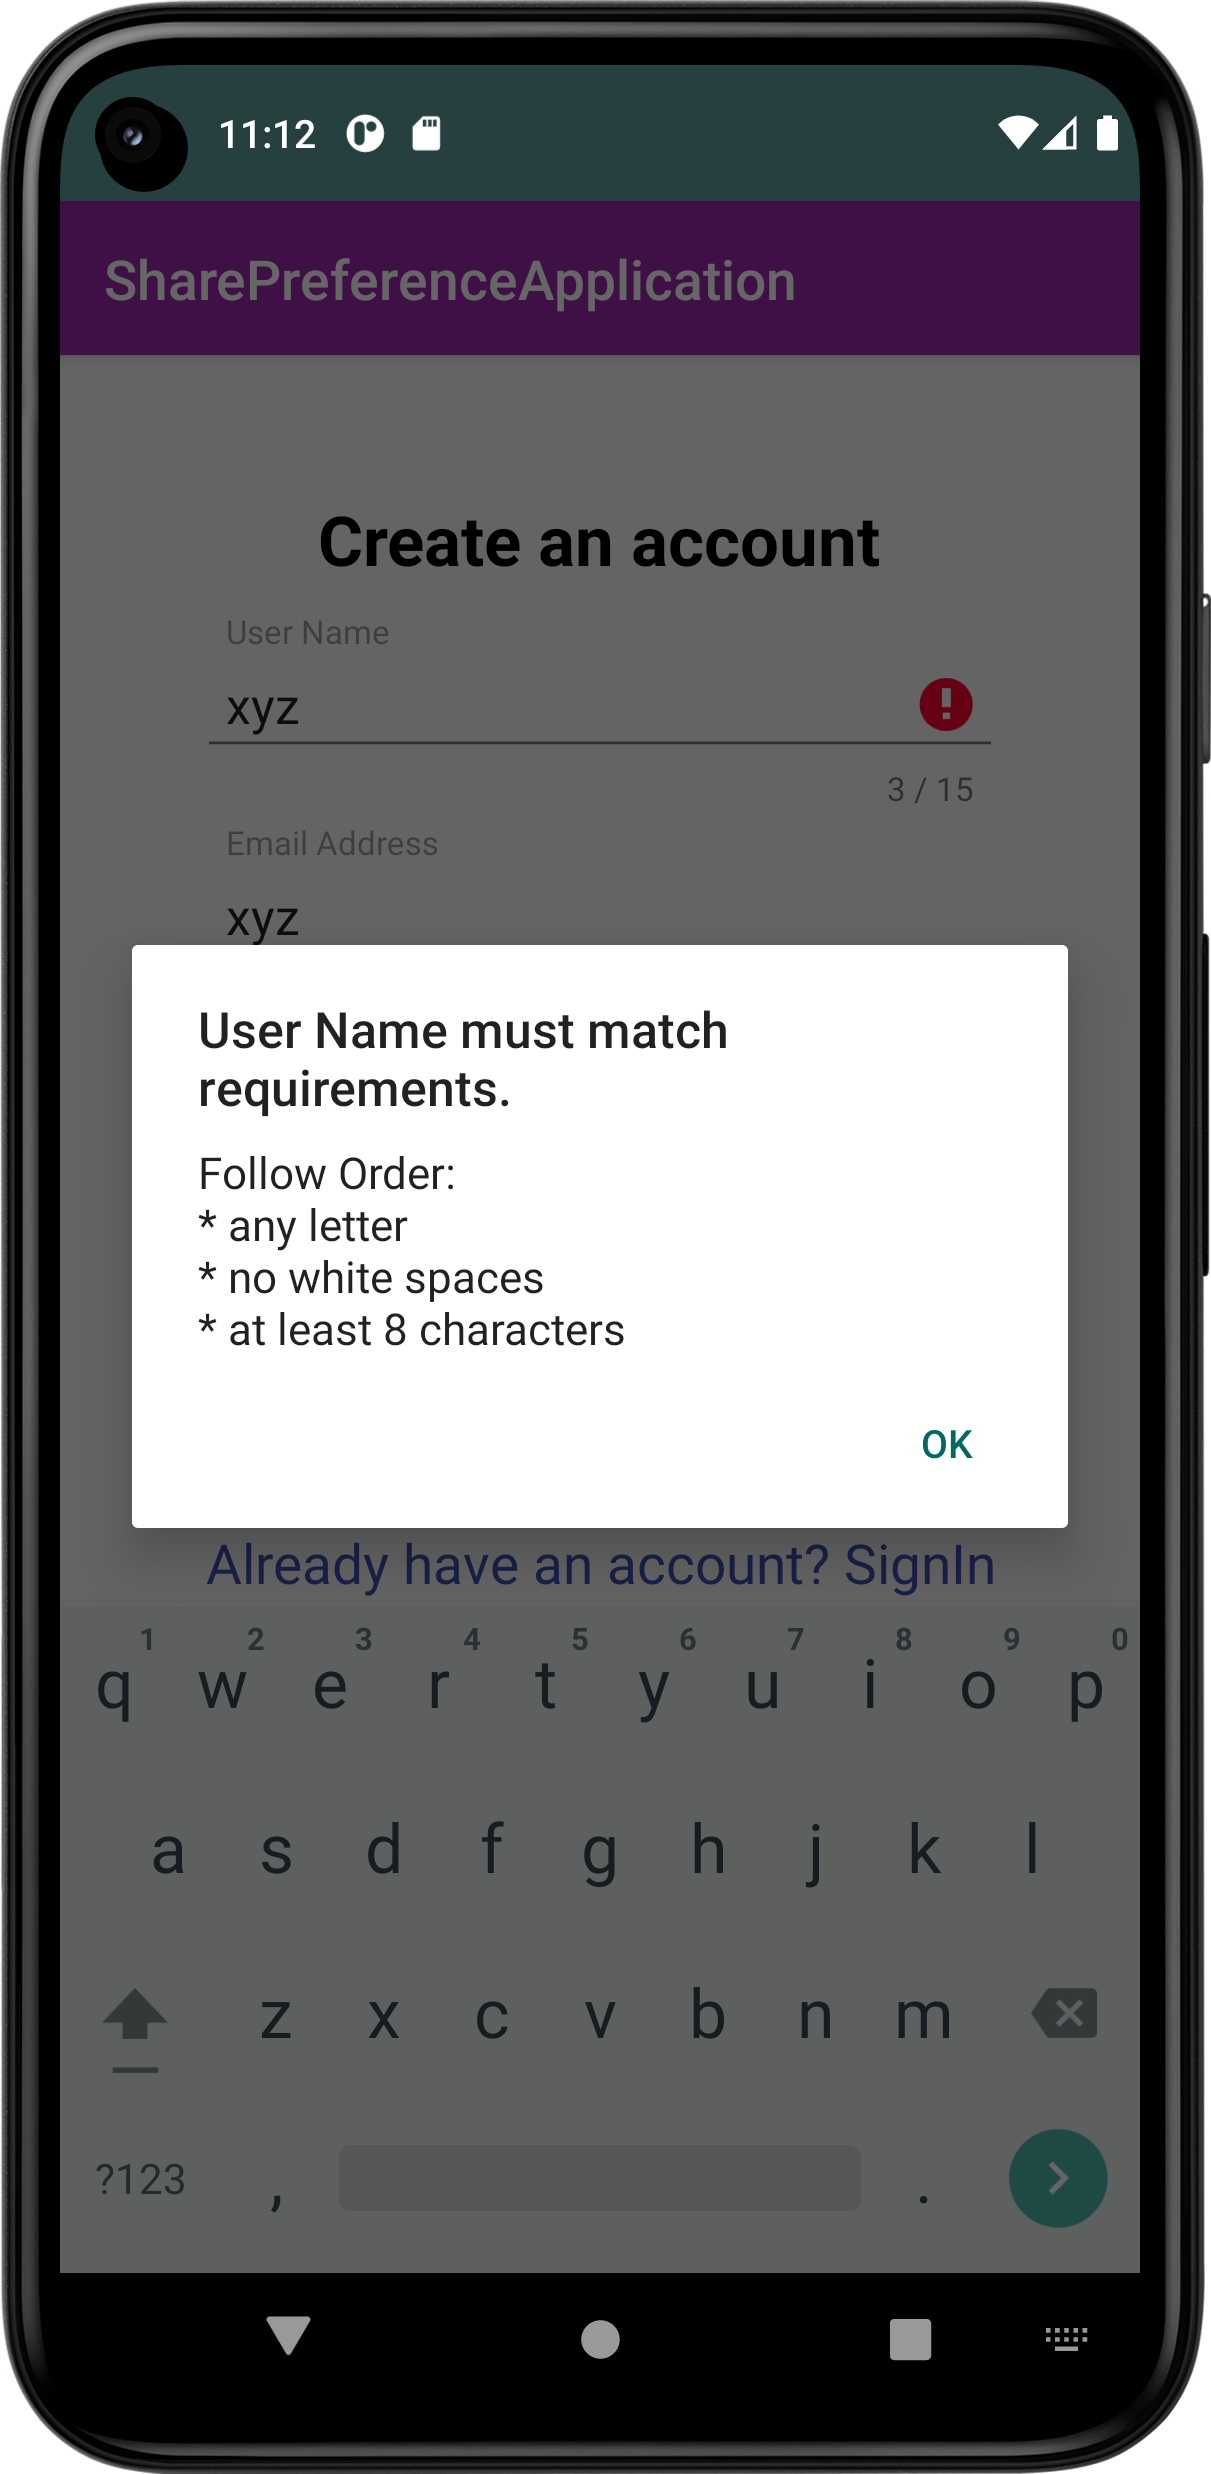 11:12
SharePreferenceApplication
Create an account
User Name
xyz
3 / 15
Email Address
xyz
User Name must match
requirements.
Follow Order:
* any letter
* no white spaces
* at least 8 characters
OK
Already have an account? SignIn
1 2 3 4 5 6 7 8 9 0
q w e r t y u i o p
a s d f g h j k l
z x c v b n m
?123 , .